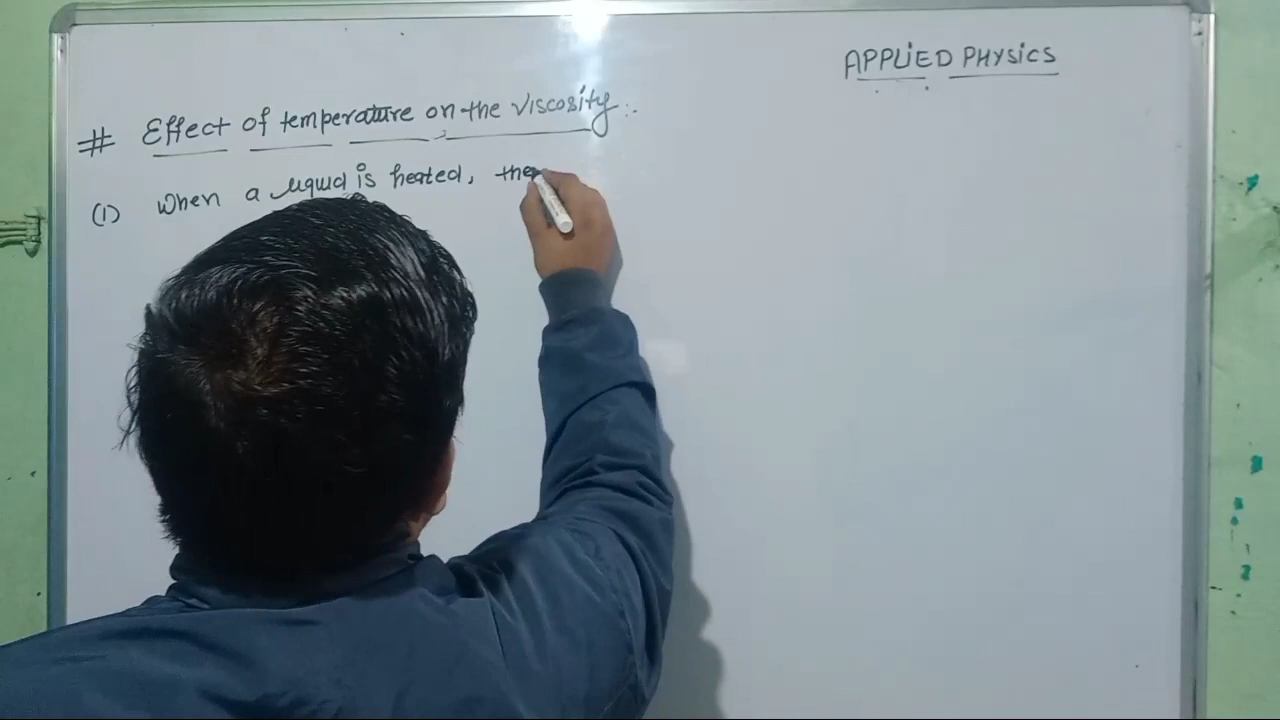 APPLiED PHYSiCS
# Effect of temperature on the viscosity :-
(1) When a liquid is heated, the